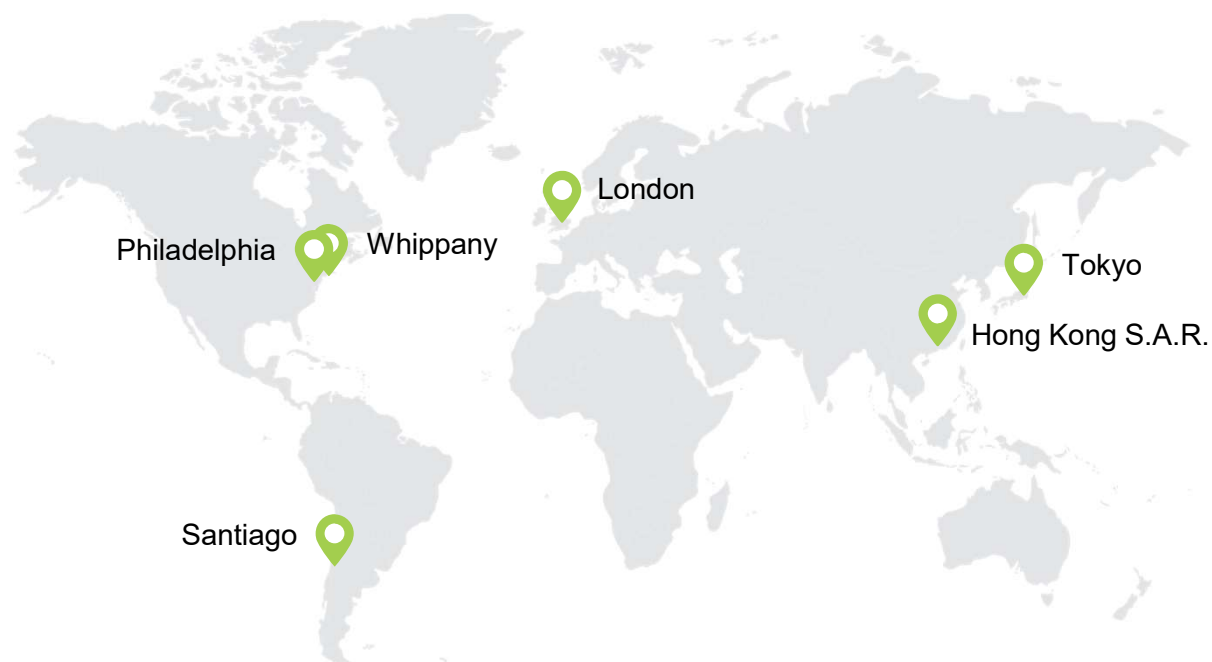 London
Philadelphia
Whippany
Tokyo
Hong Kong S.A.R.
Santiago